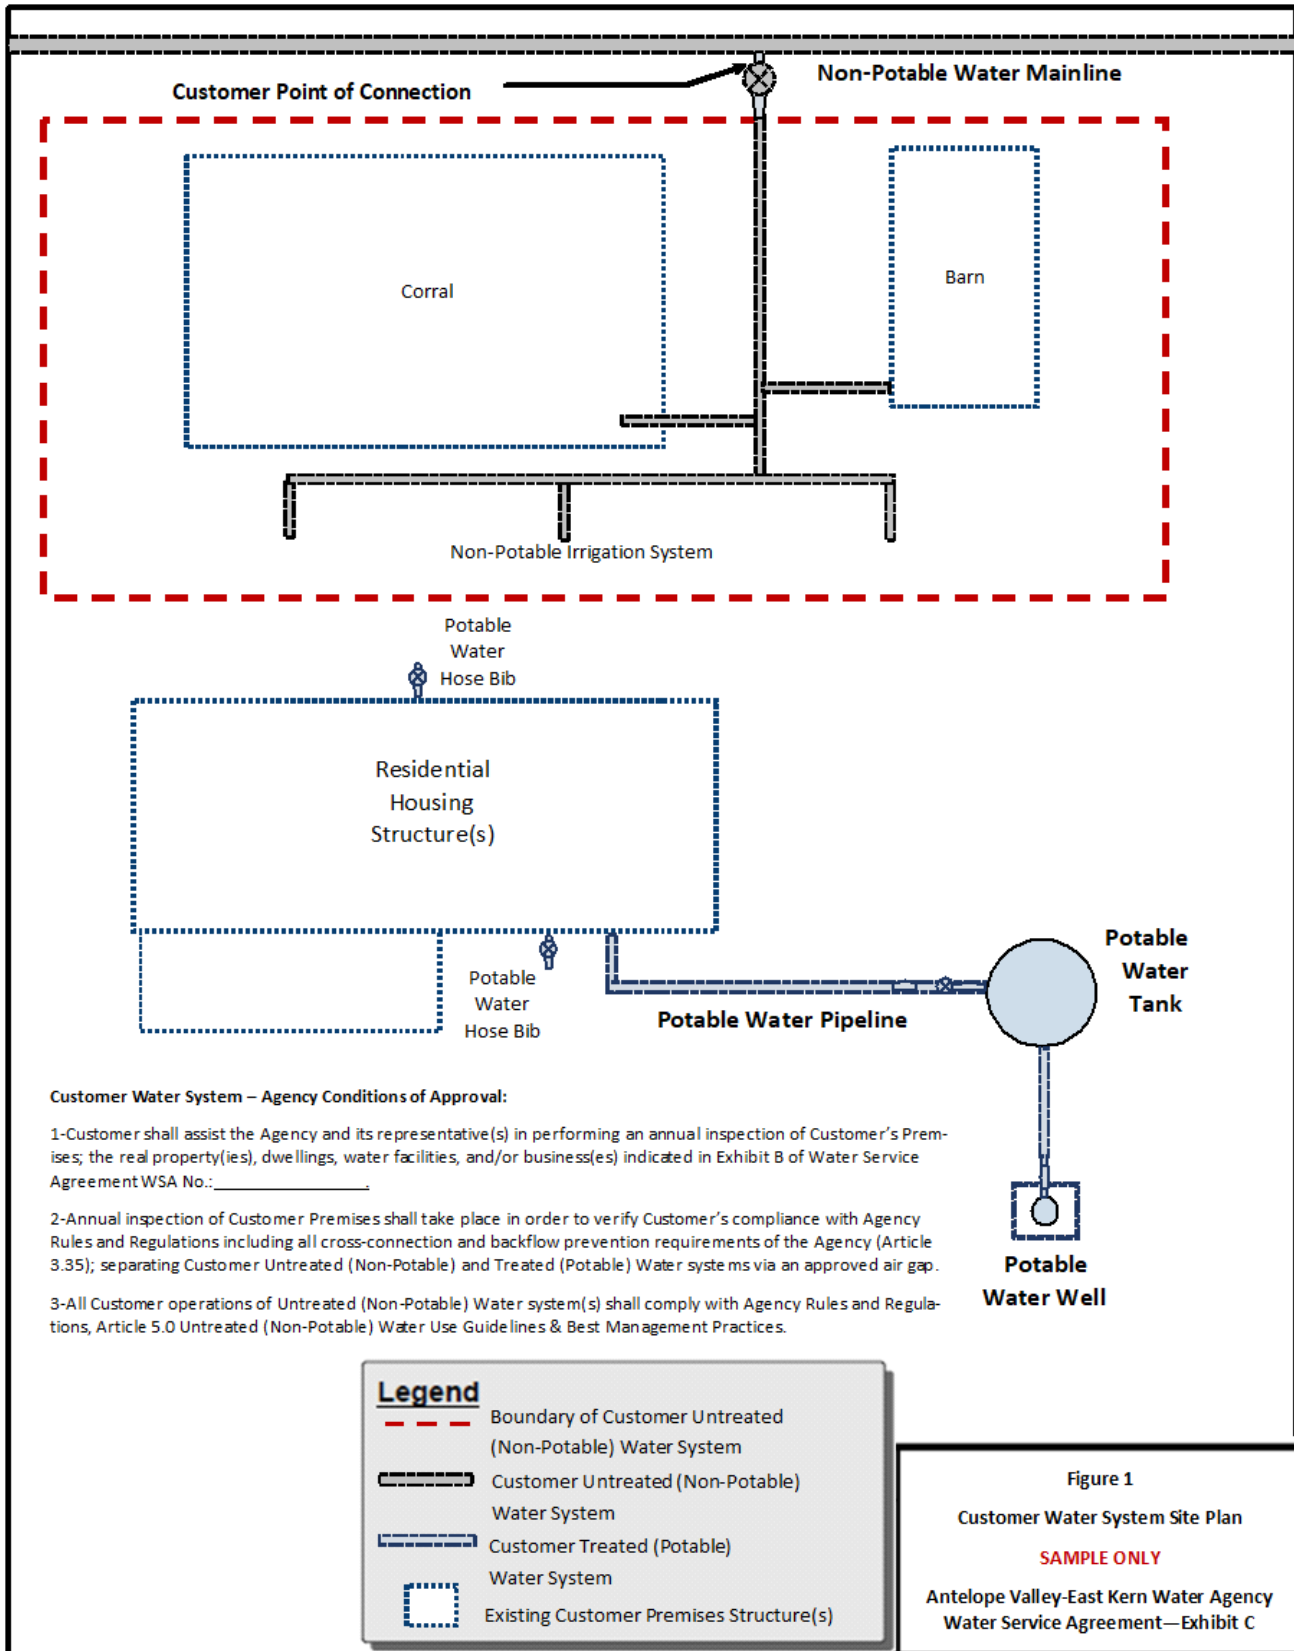 Non-Potable Water Mainline
Customer Point of Connection
Corral
Barn
Non-Potable Irrigation System
Potable
Water
Hose Bib
Residential
Housing
Structure(s)
Potable
Water
Hose Bib
Potable Water Pipeline
Potable
Water
Tank
Potable
Water Well
Customer Water System – Agency Conditions of Approval:
1-Customer shall assist the Agency and its representative(s) in performing an annual inspection of Customer's Prem-
ises; the real property(ies), dwellings, water facilities, and/or business(es) indicated in Exhibit B of Water Service
Agreement WSA No.:________________.
2-Annual inspection of Customer Premises shall take place in order to verify Customer's compliance with Agency
Rules and Regulations including all cross-connection and backflow prevention requirements of the Agency (Article
3.35); separating Customer Untreated (Non-Potable) and Treated (Potable) Water systems via an approved air gap.
3-All Customer operations of Untreated (Non-Potable) Water system(s) shall comply with Agency Rules and Regula-
tions, Article 5.0 Untreated (Non-Potable) Water Use Guidelines & Best Management Practices.
Legend
Boundary of Customer Untreated
(Non-Potable) Water System
Customer Untreated (Non-Potable)
Water System
Customer Treated (Potable)
Water System
Existing Customer Premises Structure(s)
Figure 1
Customer Water System Site Plan
SAMPLE ONLY
Antelope Valley-East Kern Water Agency
Water Service Agreement—Exhibit C